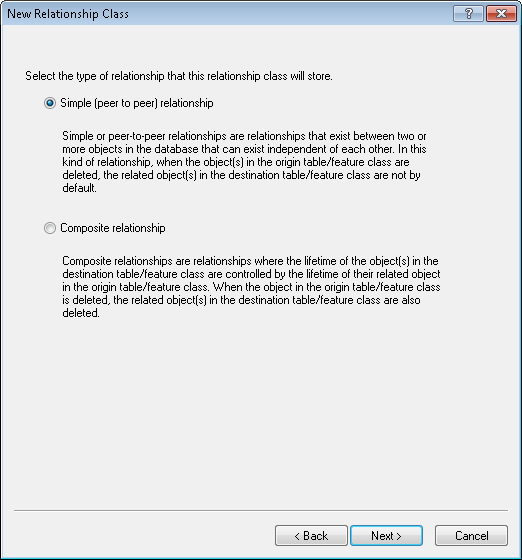 New Relationship Class
?
Select the type of relationship that this relationship class will store.
Simple (peer to peer) relationship
Simple or peer-to-peer relationships are relationships that exist between two or
more objects in the database that can exist independent of each other. In this
kind of relationship, when the object(s) in the origin table/feature class are
deleted, the related object(s) in the destination table/feature class are not by
default.
Composite relationship
Composite relationships are relationships where the lifetime of the object(s) in the
destination table/feature class are controlled by the lifetime of their related object
in the origin table/feature class. When the object in the origin table/feature class
is deleted, the related object(s) in the destination table/feature class are also
deleted.
< Back Next > Cancel